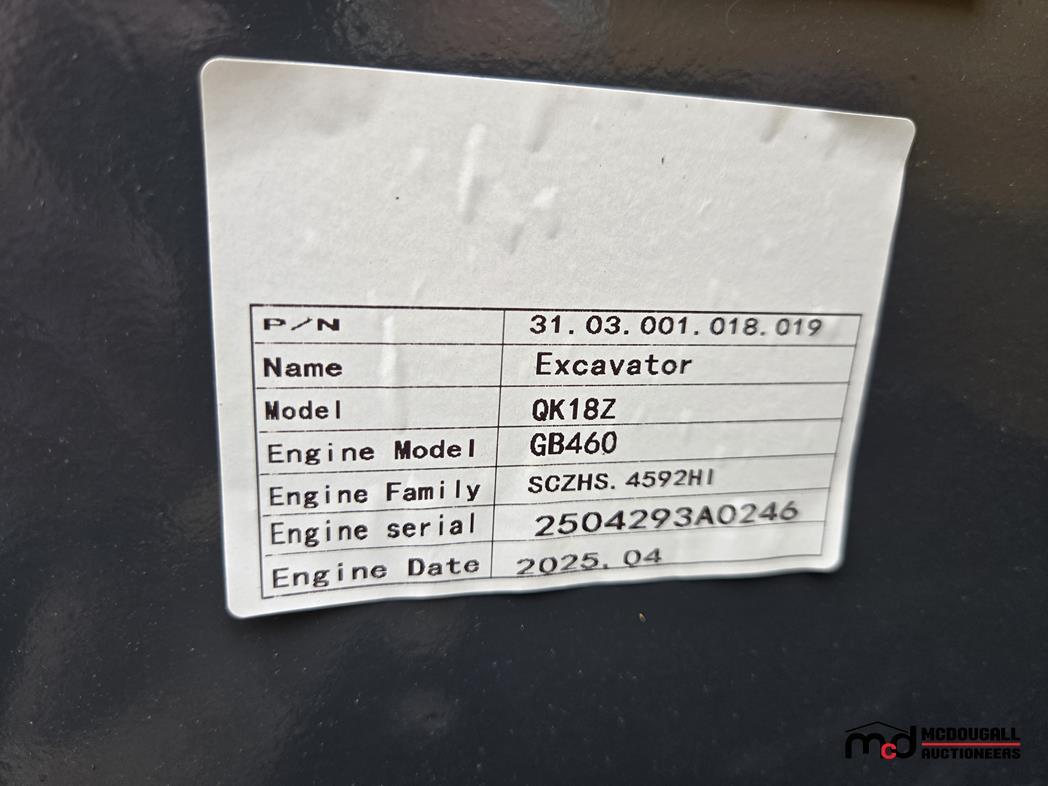 P/N 31.03.001.018.019
Name Excavator
Model QK18Z
Engine Model GB460
Engine Family SCZHS.4592HI
Engine serial 2504293A0246
Engine Date 2025.04
mcd MCDOUGALL
AUCTIONEERS